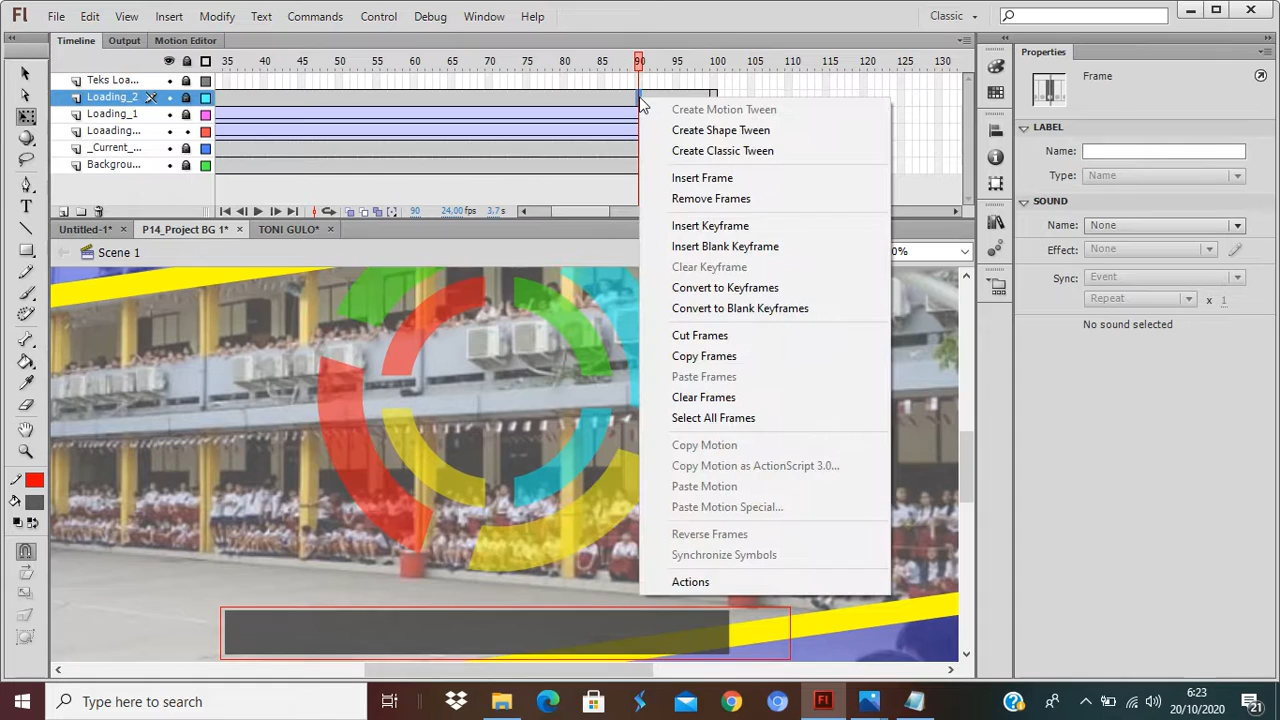 Fl File Edit View Insert Modify Text Commands Control Debug Window Help Classic
Timeline Output Motion Editor
35 40 45 50 55 60 65 70 75 80 85 90 95 100 105 110 115 120 125 130
Teks Loa...
Loading_2
Loading_1
Loaading...
_Current_...
Backgrou...
90 24,00 fps 3.7 s
Untitled-1* × P14_Project BG 1* × TONI GULO* ×
Scene 1
0%
Create Motion Tween
Create Shape Tween
Create Classic Tween
Insert Frame
Remove Frames
Insert Keyframe
Insert Blank Keyframe
Clear Keyframe
Convert to Keyframes
Convert to Blank Keyframes
Cut Frames
Copy Frames
Paste Frames
Clear Frames
Select All Frames
Copy Motion
Copy Motion as ActionScript 3.0...
Paste Motion
Paste Motion Special...
Reverse Frames
Synchronize Symbols
Actions
Properties
Frame
LABEL
Name:
Type: Name
SOUND
Name: None
Effect: None
Sync: Event
Repeat x 1
No sound selected
Type here to search
Fl
6:23
20/10/2020
21